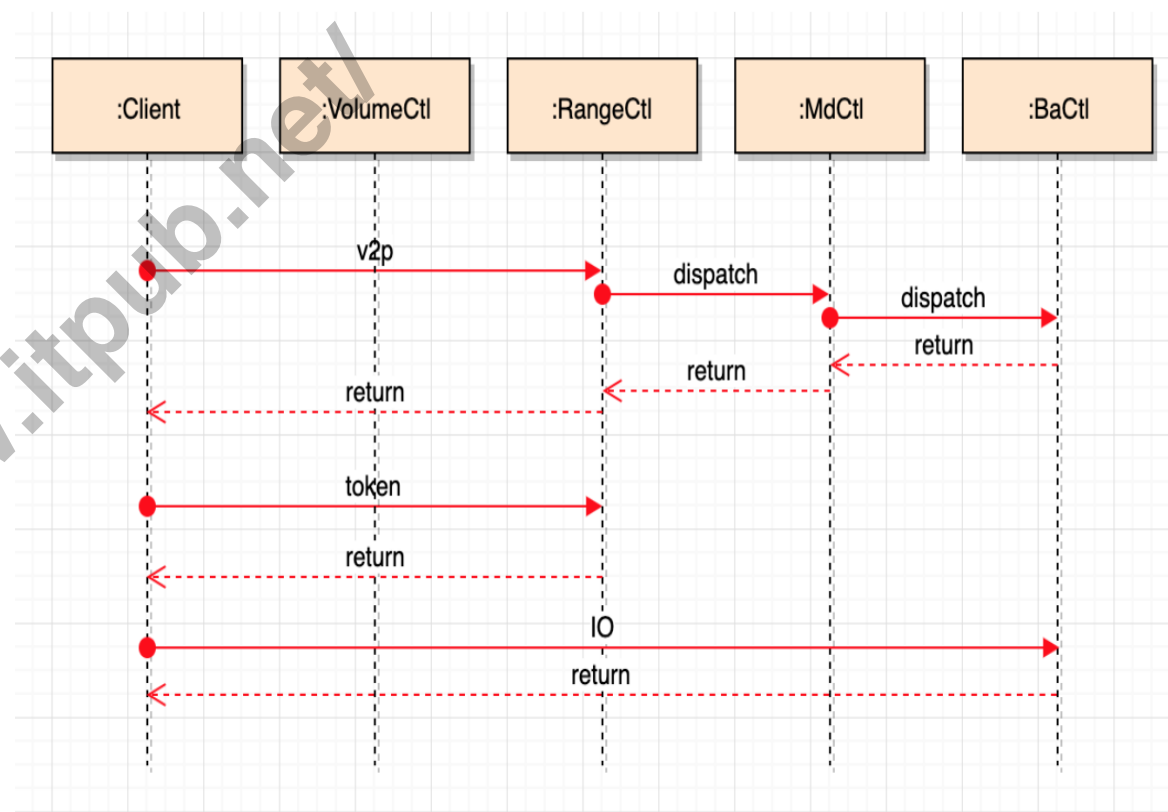 :Client
:VolumeCtl
:RangeCtl
:MdCtl
:BaCtl
v2p
dispatch
dispatch
return
return
return
token
return
IO
return
.itpub.net/